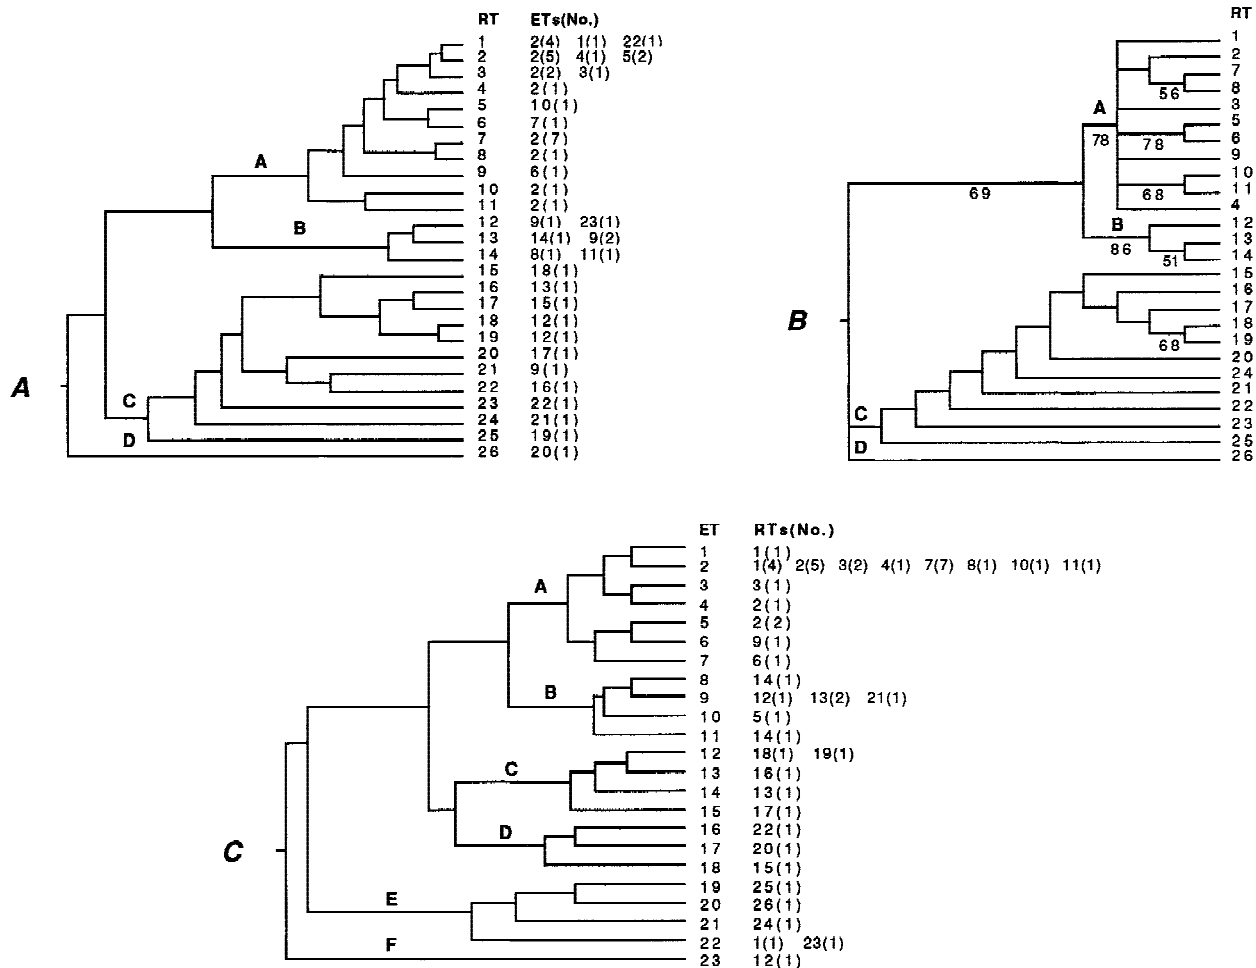 RT ETs(No.)
1 2(4) 1(1) 22(1)
2 2(5) 4(1) 5(2)
3 2(2) 3(1)
4 2(1)
5 10(1)
6 7(1)
7 2(7)
8 2(1)
9 6(1)
10 2(1)
11 2(1)
12 9(1) 23(1)
13 14(1) 9(2)
14 8(1) 11(1)
15 18(1)
16 13(1)
17 15(1)
18 12(1)
19 12(1)
20 17(1)
21 9(1)
22 16(1)
23 22(1)
24 21(1)
25 19(1)
26 20(1)
A
B
C
D
A
RT
1
2
7
8
3
5
6
9
10
11
4
12
13
14
15
16
17
18
19
20
24
21
22
23
25
26
56
A
78
78
69
68
B
86
51
68
C
D
B
ET RTs(No.)
1 1(1)
2 1(4) 2(5) 3(2) 4(1) 7(7) 8(1) 10(1) 11(1)
3 3(1)
4 2(1)
5 2(2)
6 9(1)
7 6(1)
8 14(1)
9 12(1) 13(2) 21(1)
10 5(1)
11 14(1)
12 18(1) 19(1)
13 16(1)
14 13(1)
15 17(1)
16 22(1)
17 20(1)
18 15(1)
19 25(1)
20 26(1)
21 24(1)
22 1(1) 23(1)
23 12(1)
A
B
C
D
E
F
C